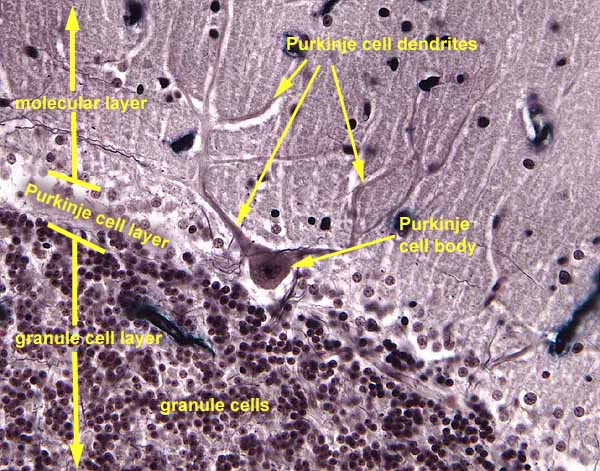 Purkinje cell dendrites
molecular layer
Purkinje cell layer
Purkinje
cell body
granule cell layer
granule cells